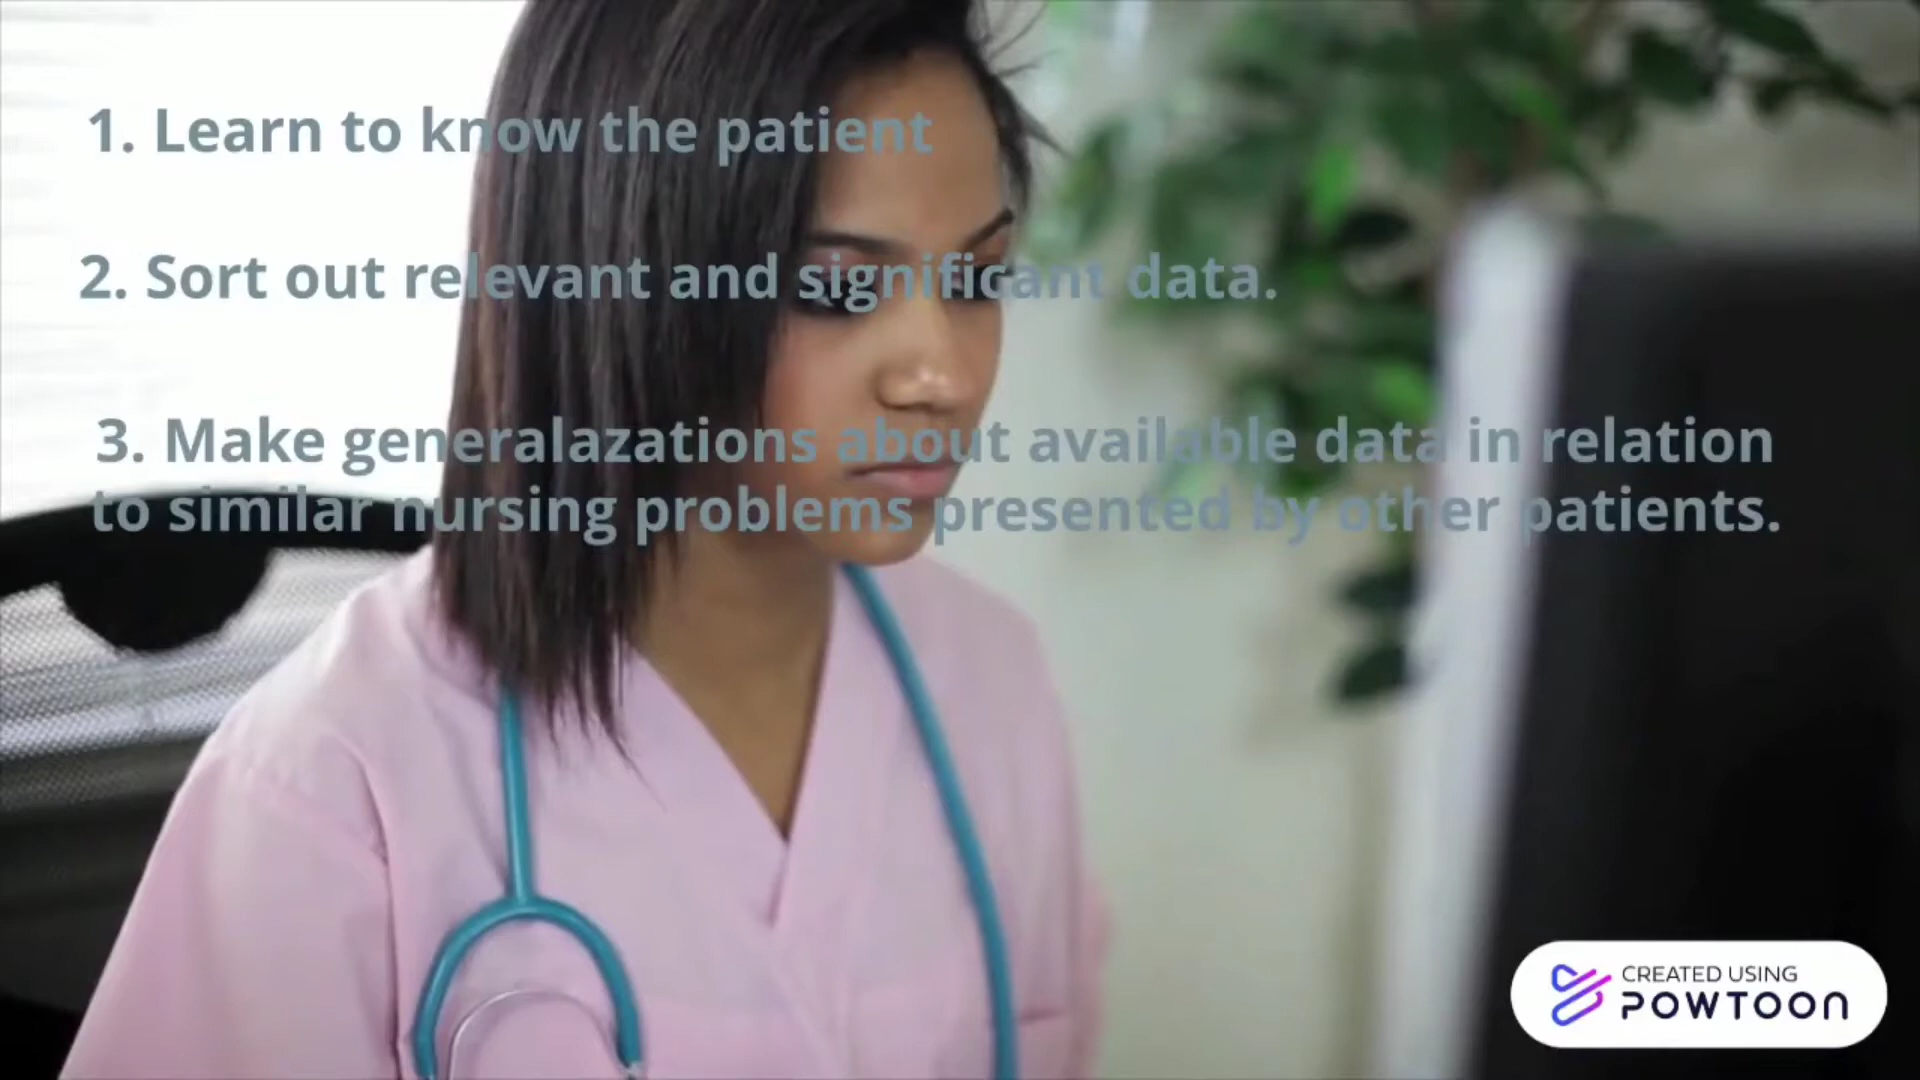 1. Learn to know the patient
2. Sort out relevant and significant data.
3. Make generalazations about available data in relation
to similar nursing problems presented by other patients.
CREATED USING
POWTOON